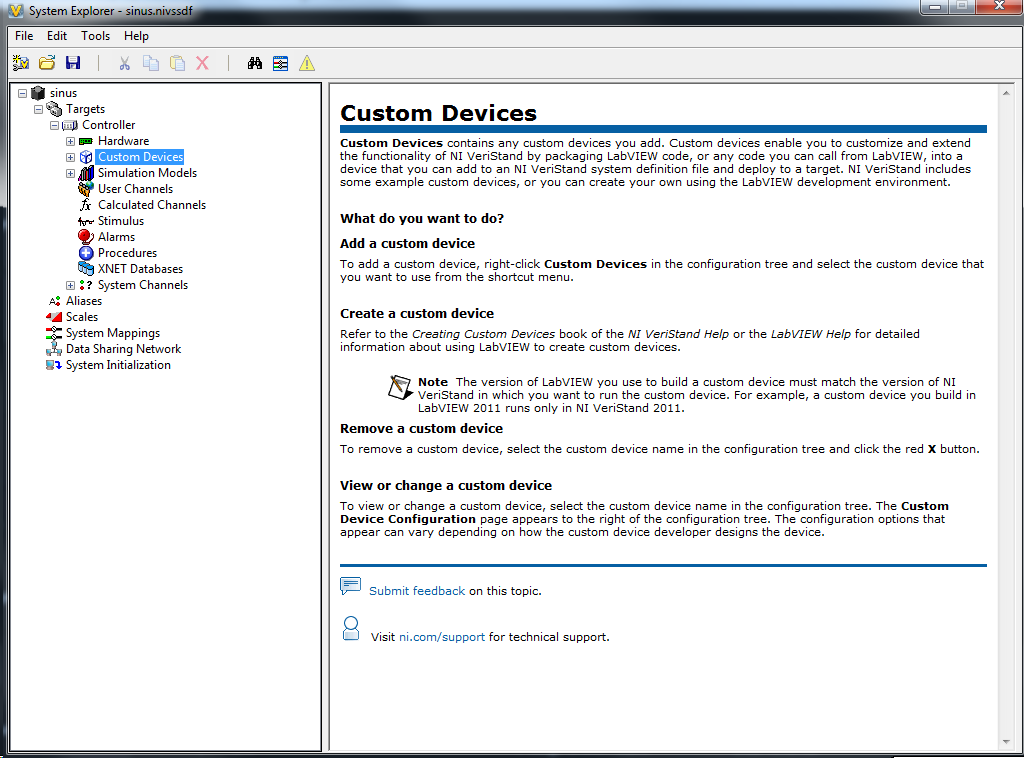 System Explorer - sinus.nivssdf
File Edit Tools Help
sinus
Targets
Controller
Hardware
Custom Devices
Simulation Models
User Channels
fx Calculated Channels
Stimulus
Alarms
Procedures
XNET Databases
System Channels
Aliases
Scales
System Mappings
Data Sharing Network
System Initialization
Custom Devices
Custom Devices contains any custom devices you add. Custom devices enable you to customize and extend
the functionality of NI VeriStand by packaging LabVIEW code, or any code you can call from LabVIEW, into a
device that you can add to an NI VeriStand system definition file and deploy to a target. NI VeriStand includes
some example custom devices, or you can create your own using the LabVIEW development environment.
What do you want to do?
Add a custom device
To add a custom device, right-click Custom Devices in the configuration tree and select the custom device that
you want to use from the shortcut menu.
Create a custom device
Refer to the Creating Custom Devices book of the NI VeriStand Help or the LabVIEW Help for detailed
information about using LabVIEW to create custom devices.
Note The version of LabVIEW you use to build a custom device must match the version of NI
VeriStand in which you want to run the custom device. For example, a custom device you build in
LabVIEW 2011 runs only in NI VeriStand 2011.
Remove a custom device
To remove a custom device, select the custom device name in the configuration tree and click the red X button.
View or change a custom device
To view or change a custom device, select the custom device name in the configuration tree. The Custom
Device Configuration page appears to the right of the configuration tree. The configuration options that
appear can vary depending on how the custom device developer designs the device.
Submit feedback on this topic.
Visit ni.com/support for technical support.